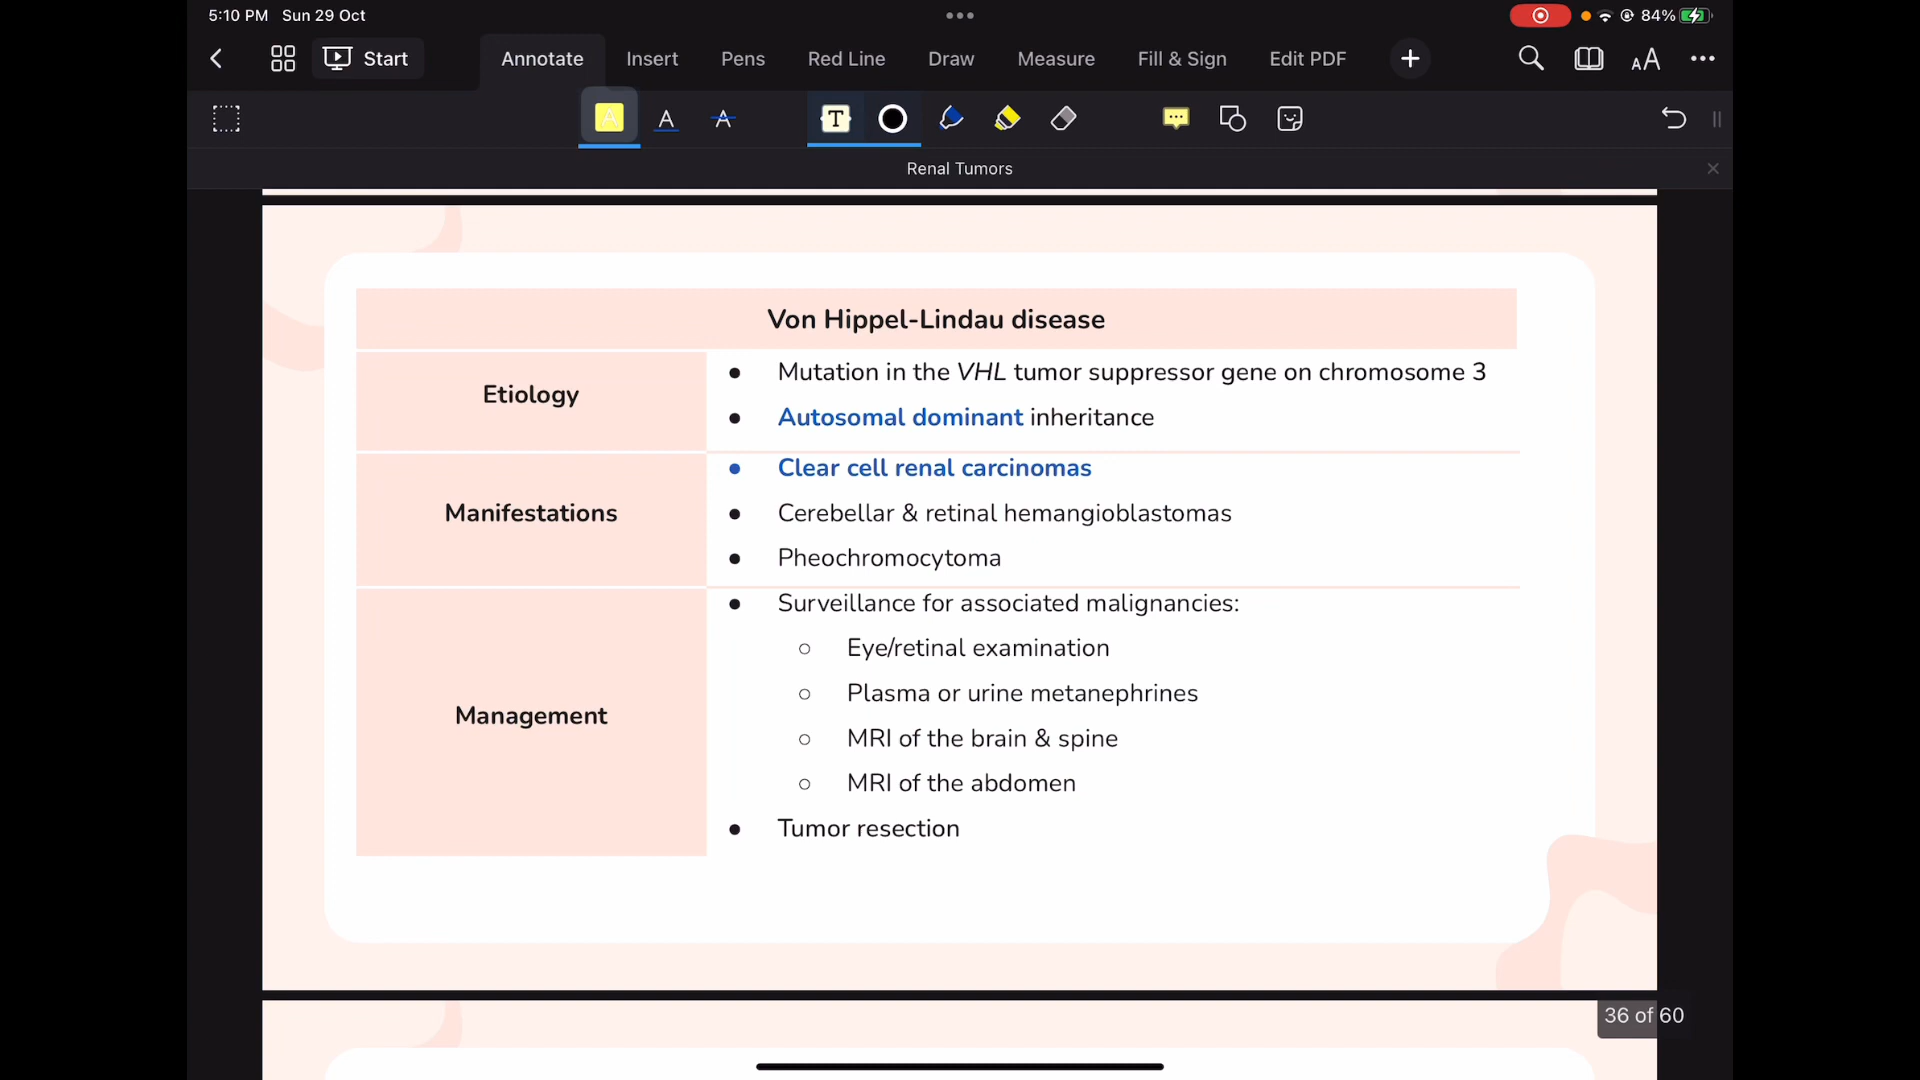 5:10 PM Sun 29 Oct
84%
Start
Annotate Insert Pens Red Line Draw Measure Fill & Sign Edit PDF
Renal Tumors
Von Hippel-Lindau disease
Etiology
● Mutation in the VHL tumor suppressor gene on chromosome 3
● Autosomal dominant inheritance
Manifestations
● Clear cell renal carcinomas
● Cerebellar & retinal hemangioblastomas
● Pheochromocytoma
Management
● Surveillance for associated malignancies:
○ Eye/retinal examination
○ Plasma or urine metanephrines
○ MRI of the brain & spine
○ MRI of the abdomen
● Tumor resection
36 of 60